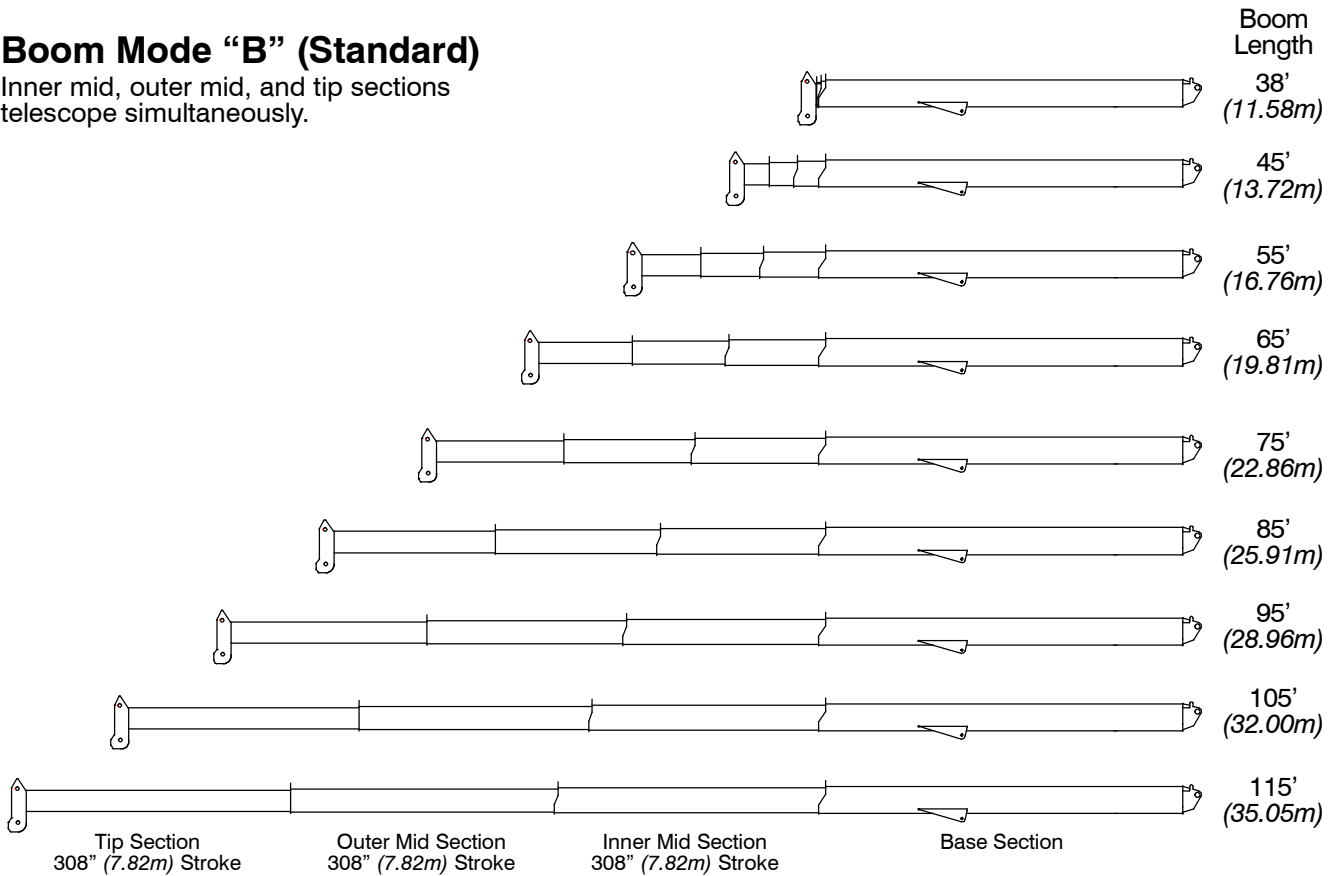 Boom Mode “B” (Standard)
Inner mid, outer mid, and tip sections
telescope simultaneously.
Boom
Length
38’
(11.58m)
45’
(13.72m)
55’
(16.76m)
65’
(19.81m)
75’
(22.86m)
85’
(25.91m)
95’
(28.96m)
105’
(32.00m)
115’
(35.05m)
Tip Section
308” (7.82m) Stroke
Outer Mid Section
308” (7.82m) Stroke
Inner Mid Section
308” (7.82m) Stroke
Base Section